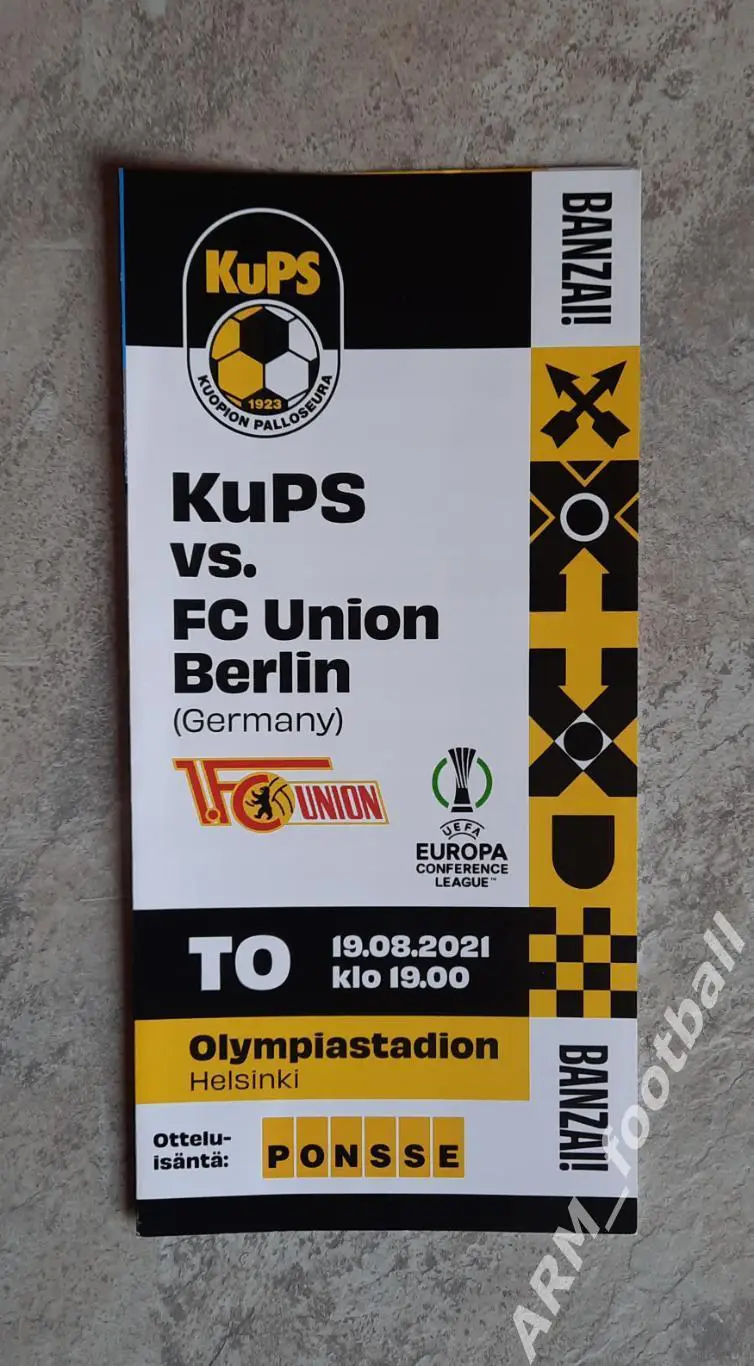 KuPS
1923
KUOPION PALLOSEURA
BANZAI!
KuPS
vs.
FC Union
Berlin
(Germany)
1.FC UNION
UEFA
EUROPA
CONFERENCE
LEAGUE™
TO
19.08.2021
klo 19.00
Olympiastadion
Helsinki
BANZAI!
Ottelu-
isäntä:
PONSSE
ARM_football